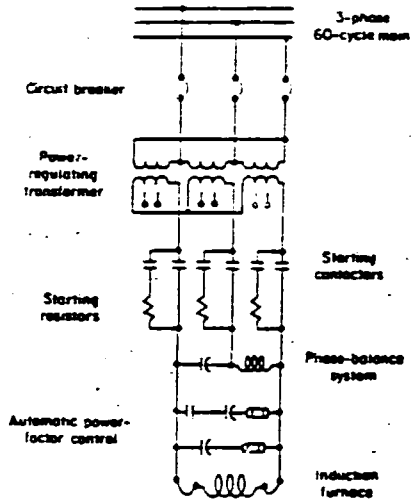 3-phase
60-cycle main
Circuit breaker
Power-
regulating
transformer
Starting
contactors
Starting
resistors
Phase-balance
system
Automatic power-
factor control
Induction
furnace